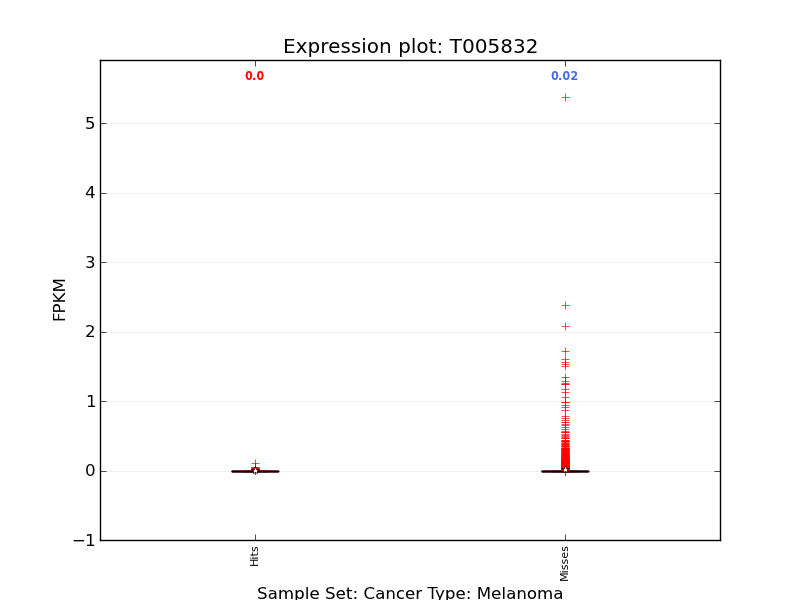 Expression plot: T005832
0.0
0.02
5
4
3
2
1
0
−1
FPKM
Hits
Misses
Sample Set: Cancer Type: Melanoma